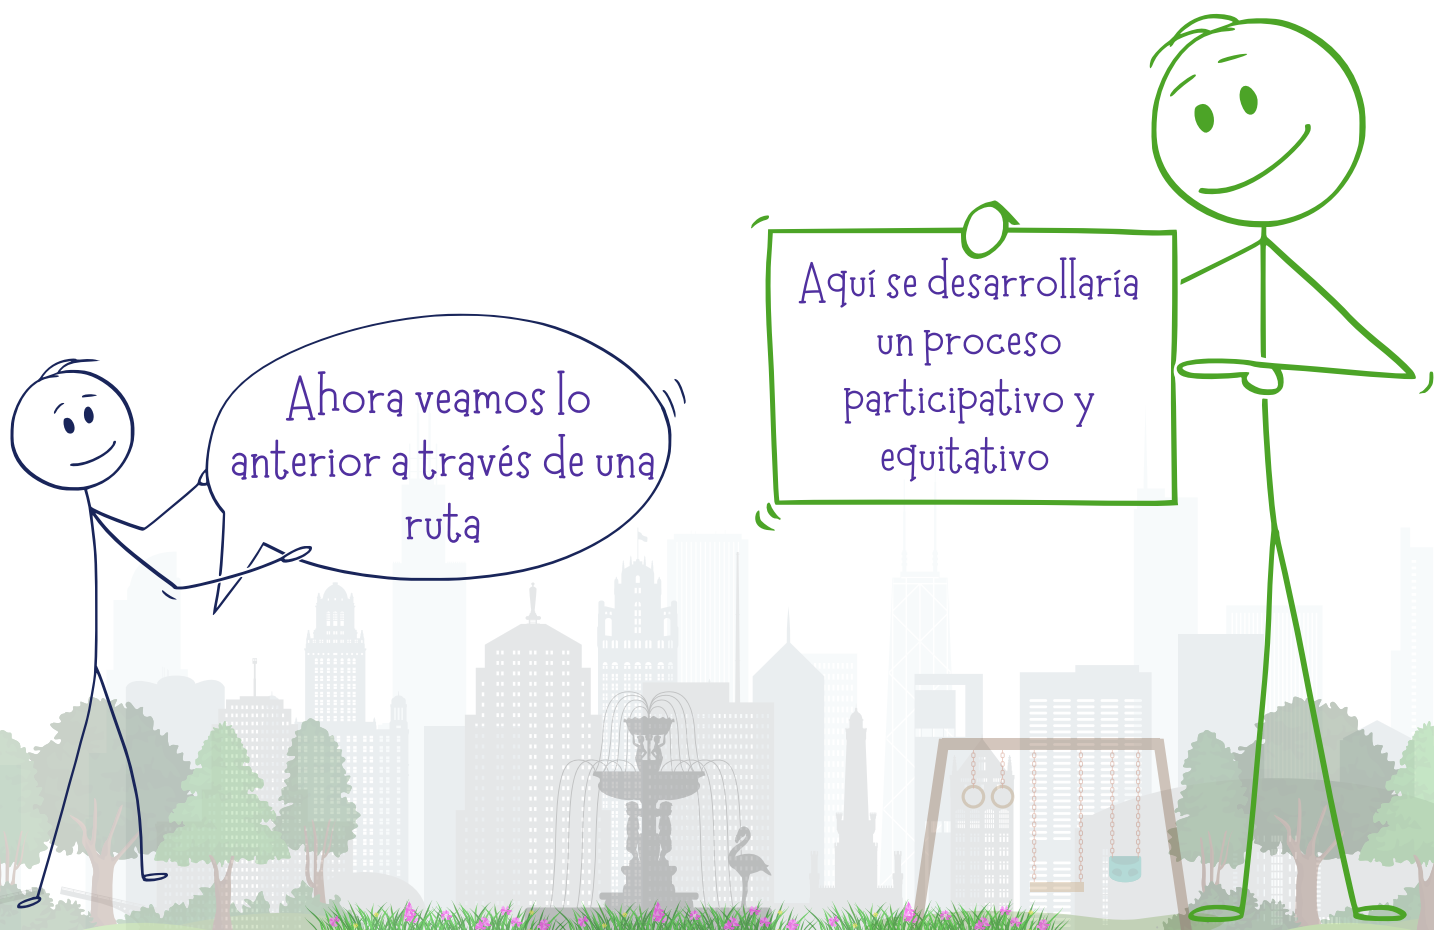 Ahora veamos lo
anterior a través de una
ruta
Aquí se desarrollaría
un proceso
participativo y
equitativo